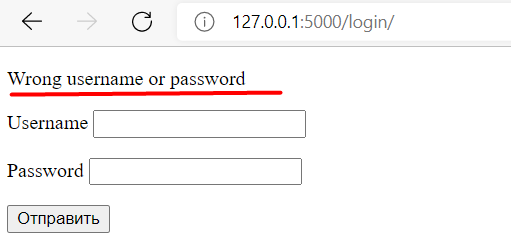 127.0.0.1:5000/login/
Wrong username or password
Username
Password
Отправить